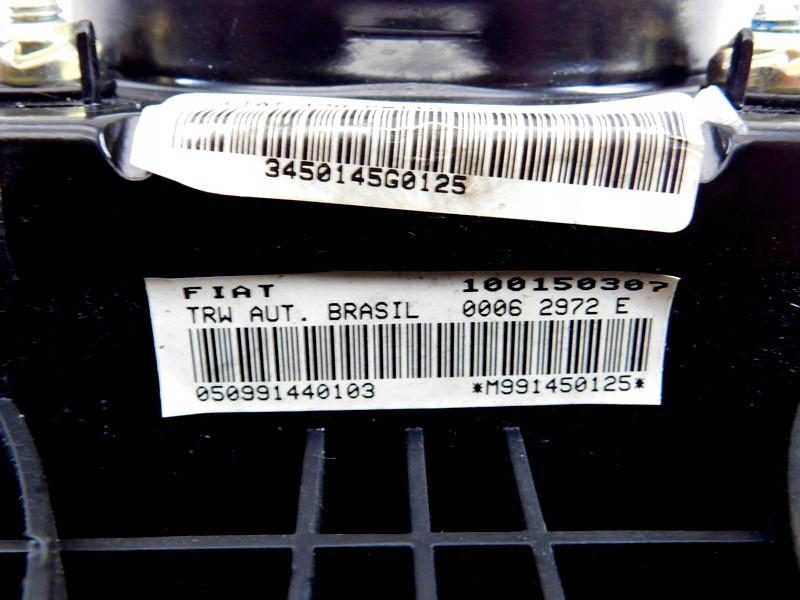 3450145G0125
FIAT 100150307
TRW AUT. BRASIL 0006 2972 E
050991440103 *M991450125*